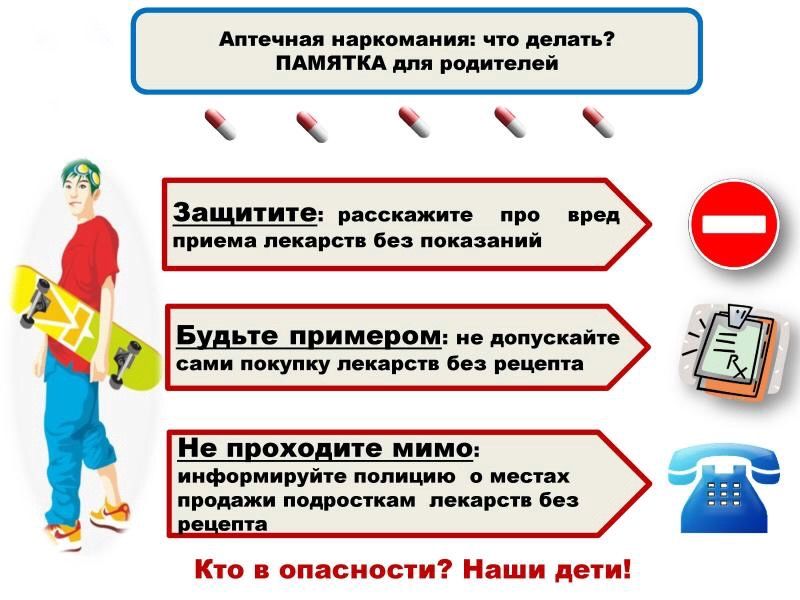 Аптечная наркомания: что делать?
ПАМЯТКА для родителей
Защитите: расскажите про вред
приема лекарств без показаний
Будьте примером: не допускайте
сами покупку лекарств без рецепта
Rx
Не проходите мимо:
информируйте полицию о местах
продажи подросткам лекарств без
рецепта
Кто в опасности? Наши дети!